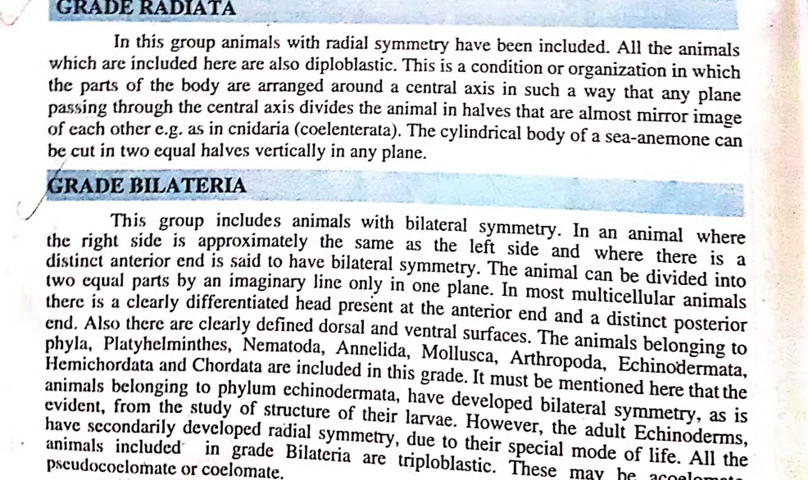 GRADE RADIATA
In this group animals with radial symmetry have been included. All the animals
which are included here are also diploblastic. This is a condition or organization in which
the parts of the body are arranged around a central axis in such a way that any plane
passing through the central axis divides the animal in halves that are almost mirror image
of each other e.g. as in cnidaria (coelenterata). The cylindrical body of a sea-anemone can
be cut in two equal halves vertically in any plane.
GRADE BILATERIA
This group includes animals with bilateral symmetry. In an animal where
the right side is approximately the same as the left side and where there is a
distinct anterior end is said to have bilateral symmetry. The animal can be divided into
two equal parts by an imaginary line only in one plane. In most multicellular animals
there is a clearly differentiated head present at the anterior end and a distinct posterior
end. Also there are clearly defined dorsal and ventral surfaces. The animals belonging to
phyla, Platyhelminthes, Nematoda, Annelida, Mollusca, Arthropoda, Echinodermata,
Hemichordata and Chordata are included in this grade. It must be mentioned here that the
animals belonging to phylum echinodermata, have developed bilateral symmetry, as is
evident, from the study of structure of their larvae. However, the adult Echinoderms,
have secondarily developed radial symmetry, due to their special mode of life. All the
animals included in grade Bilateria are triploblastic. These may be acoelomate
pseudocoelomate or coelomate.